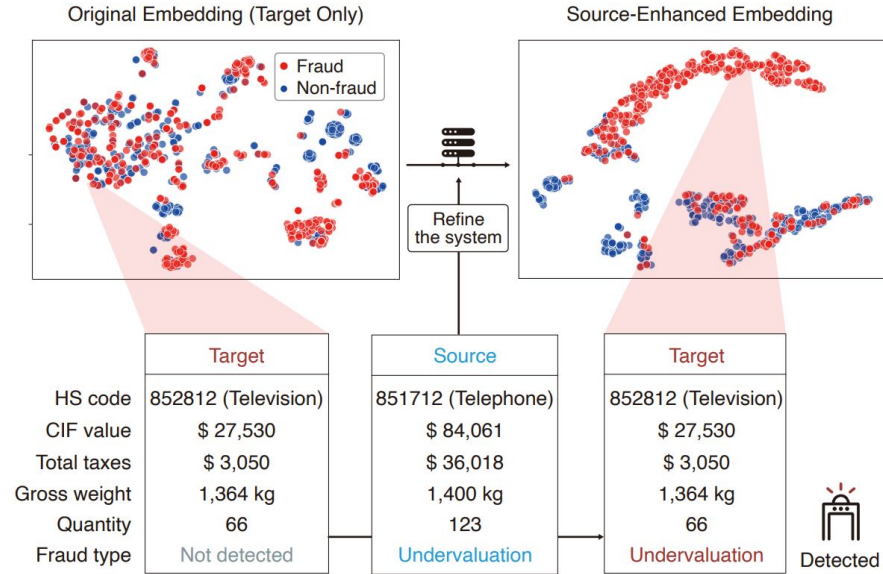 Original Embedding (Target Only)
Source-Enhanced Embedding
Fraud
Non-fraud
Refine
the system
Target
Source
Target
HS code
852812 (Television)
851712 (Telephone)
852812 (Television)
CIF value
$ 27,530
$ 84,061
$ 27,530
Total taxes
$ 3,050
$ 36,018
$ 3,050
Gross weight
1,364 kg
1,400 kg
1,364 kg
Quantity
66
123
66
Fraud type
Not detected
Undervaluation
Undervaluation
Detected